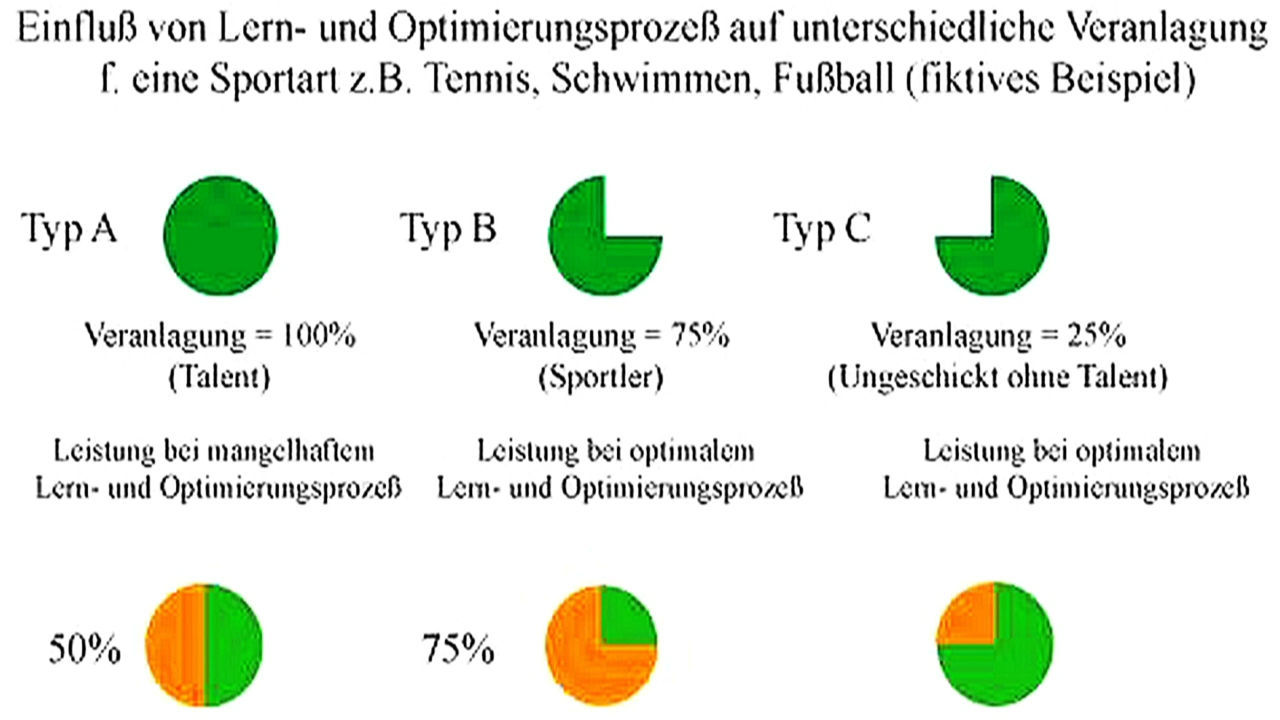 Einfluß von Lern- und Optimierungsprozeß auf unterschiedliche Veranlagung
f. eine Sportart z.B. Tennis, Schwimmen, Fußball (fiktives Beispiel)
Typ A
Typ B
Typ C
Veranlagung = 100%
(Talent)
Veranlagung = 75%
(Sportler)
Veranlagung = 25%
(Ungeschickt ohne Talent)
Leistung bei mangelhaftem
Lern- und Optimierungsprozeß
Leistung bei optimalem
Lern- und Optimierungsprozeß
Leistung bei optimalem
Lern- und Optimierungsprozeß
50%
75%